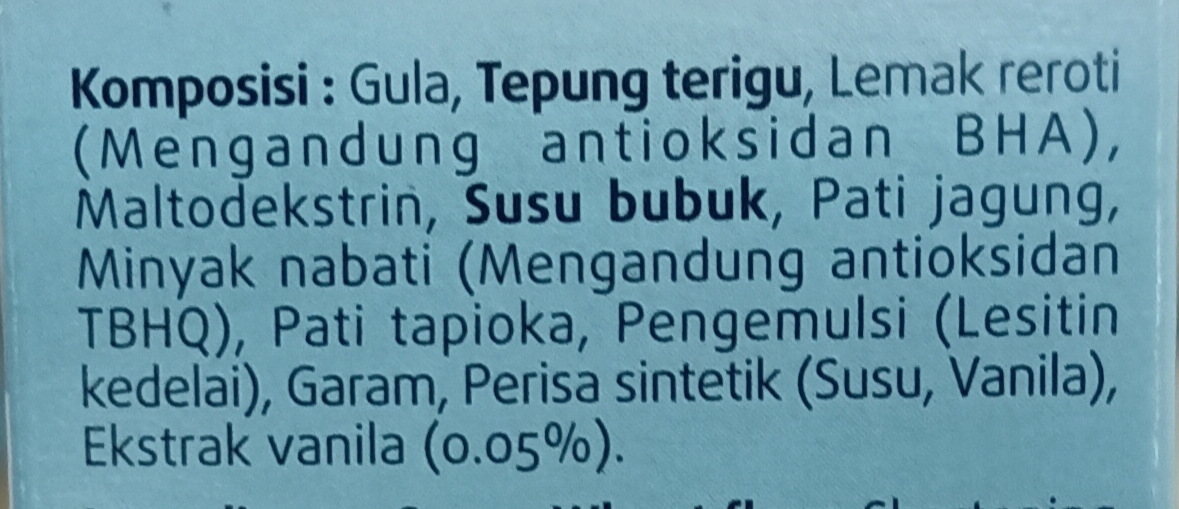 Komposisi : Gula, Tepung terigu, Lemak reroti
(Mengandung antioksidan BHA),
Maltodekstrin, Susu bubuk, Pati jagung,
Minyak nabati (Mengandung antioksidan
TBHQ), Pati tapioka, Pengemulsi (Lesitin
kedelai), Garam, Perisa sintetik (Susu, Vanila),
Ekstrak vanila (0.05%).